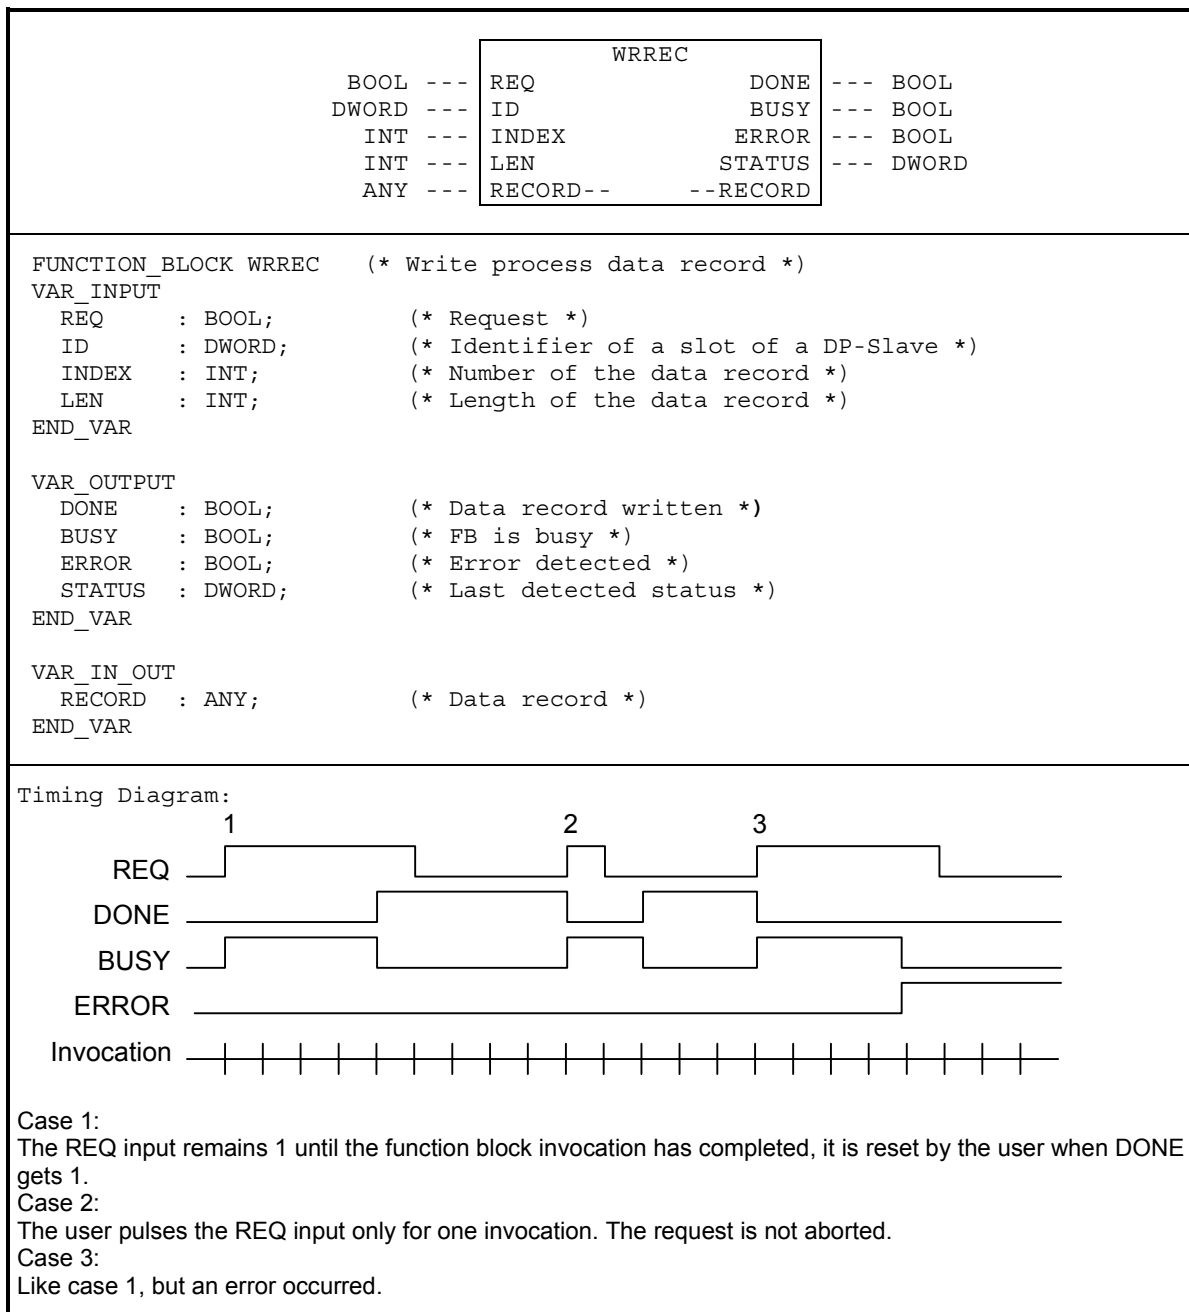 WRREC
BOOL --- REQ DONE --- BOOL
DWORD --- ID BUSY --- BOOL
INT --- INDEX ERROR --- BOOL
INT --- LEN STATUS --- DWORD
ANY --- RECORD-- --RECORD
FUNCTION_BLOCK WRREC (* Write process data record *)
VAR_INPUT
REQ : BOOL; (* Request *)
ID : DWORD; (* Identifier of a slot of a DP-Slave *)
INDEX : INT; (* Number of the data record *)
LEN : INT; (* Length of the data record *)
END_VAR
VAR_OUTPUT
DONE : BOOL; (* Data record written *)
BUSY : BOOL; (* FB is busy *)
ERROR : BOOL; (* Error detected *)
STATUS : DWORD; (* Last detected status *)
END_VAR
VAR_IN_OUT
RECORD : ANY; (* Data record *)
END_VAR
Timing Diagram:
1 2 3
REQ
DONE
BUSY
ERROR
Invocation
Case 1:
The REQ input remains 1 until the function block invocation has completed, it is reset by the user when DONE
gets 1.
Case 2:
The user pulses the REQ input only for one invocation. The request is not aborted.
Case 3:
Like case 1, but an error occurred.